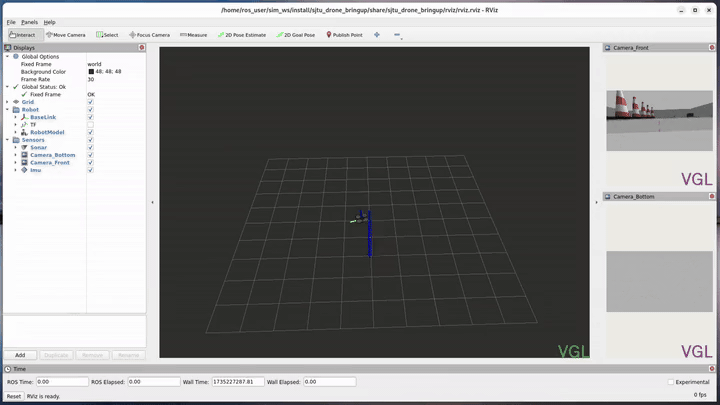 /home/ros_user/sim_ws/install/sjtu_drone_bringup/share/sjtu_drone_bringup/rviz/rviz.rviz - RViz
File Panels Help
Interact Move Camera Select Focus Camera Measure 2D Pose Estimate 2D Goal Pose Publish Point
Displays
Global Options
Fixed Frame world
Background Color 48; 48; 48
Frame Rate 30
Global Status: Ok
Fixed Frame OK
Grid
Robot
BaseLink
TF
RobotModel
Sensors
Sonar
Camera_Bottom
Camera_Front
Imu
Add Duplicate Remove Rename
VGL
Camera_Front
VGL
Camera_Bottom
VGL
Time
ROS Time: 0.00 ROS Elapsed: 0.00 Wall Time: 1735227287.81 Wall Elapsed: 0.00 Experimental
Reset RViz is ready. 0 fps